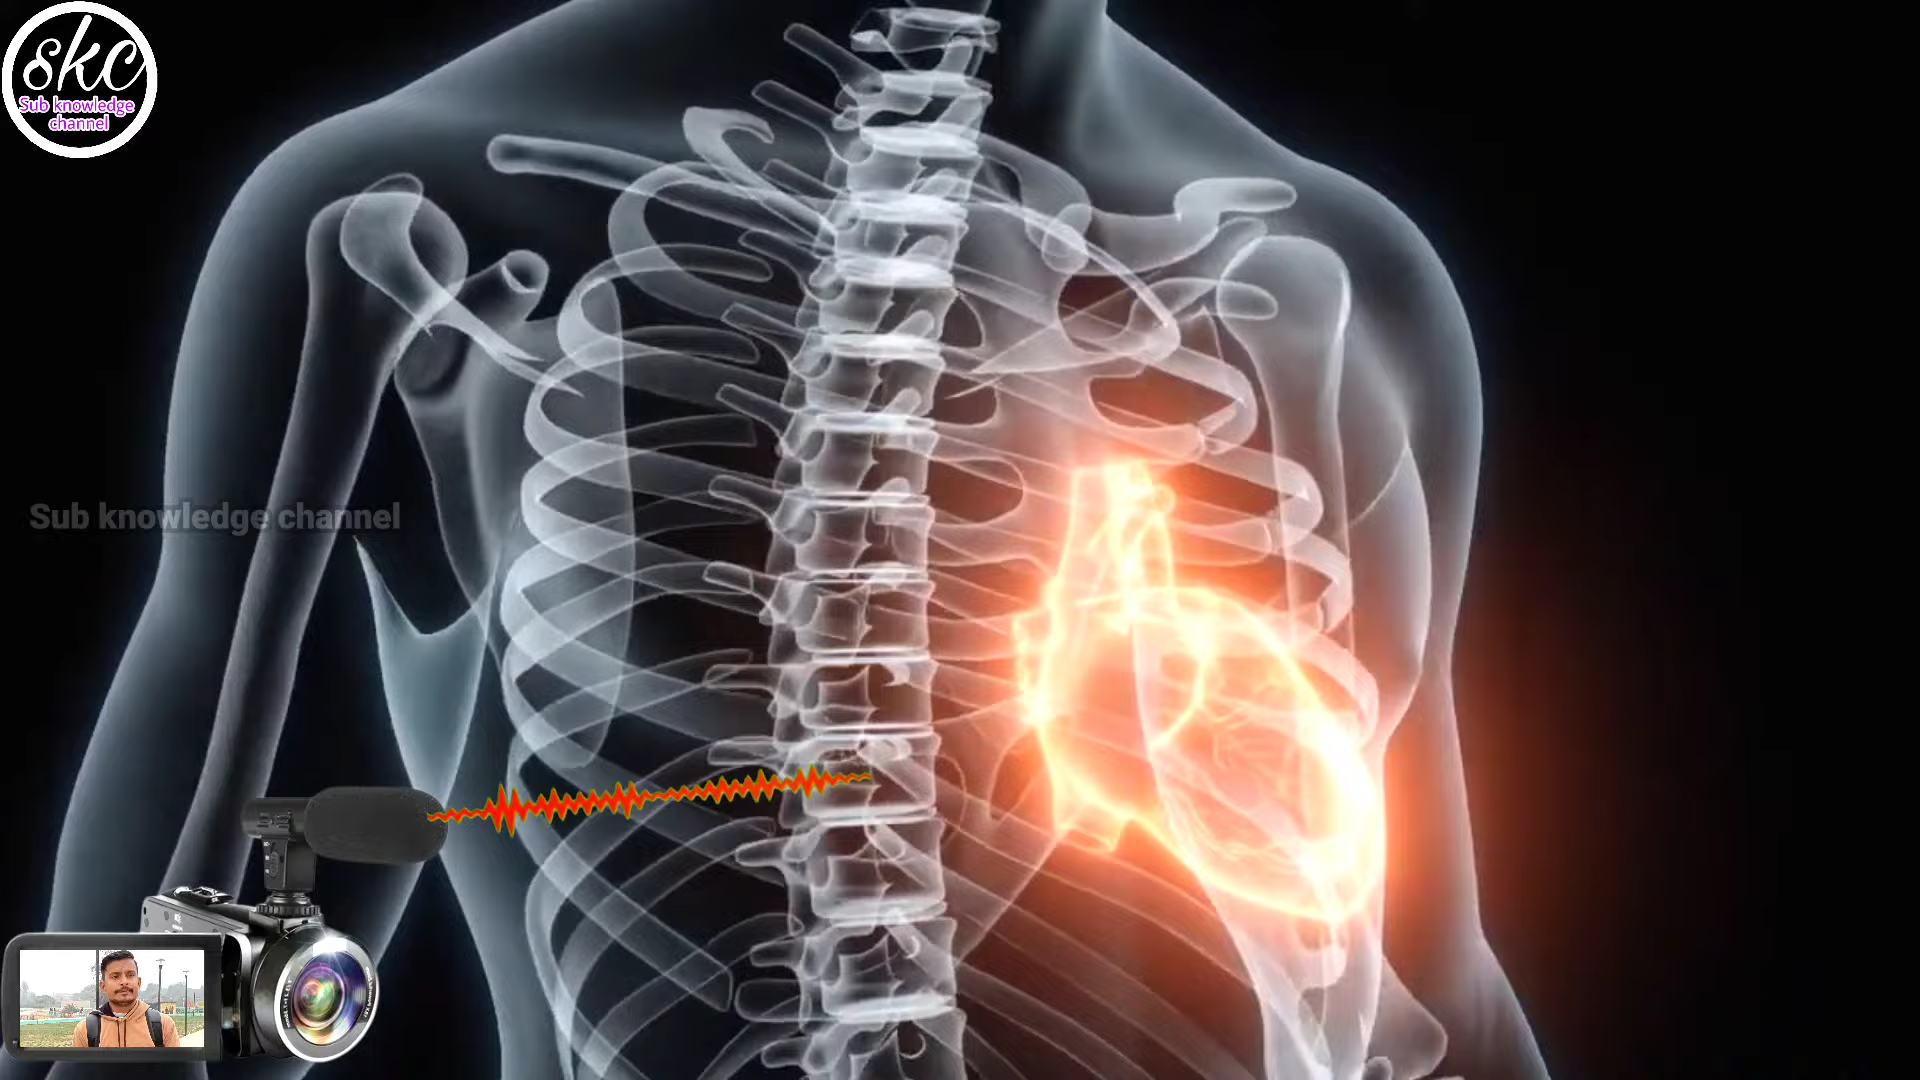 skc
Sub knowledge
channel
Sub knowledge channel